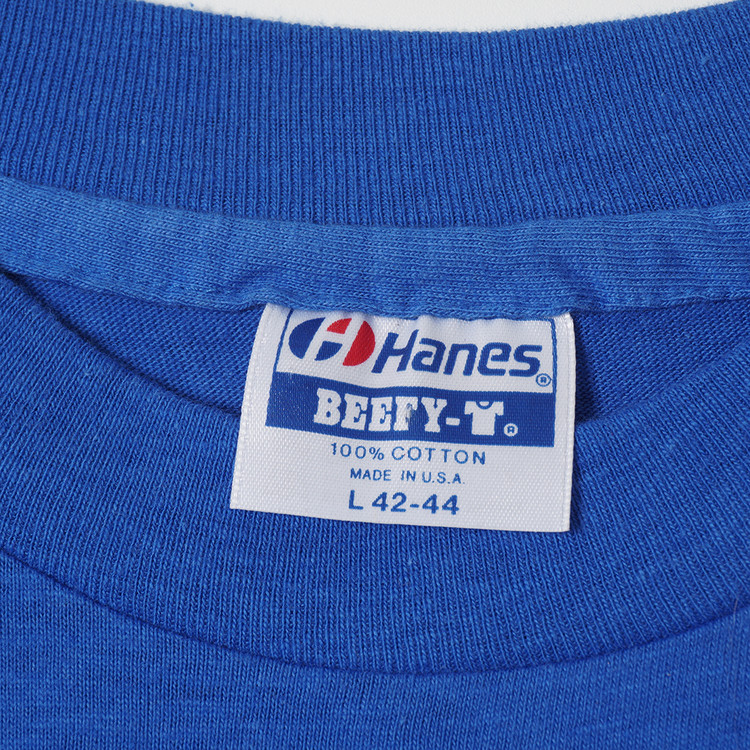 Hanes®
BEEFY-T®
100% COTTON
MADE IN U.S.A.
L 42-44